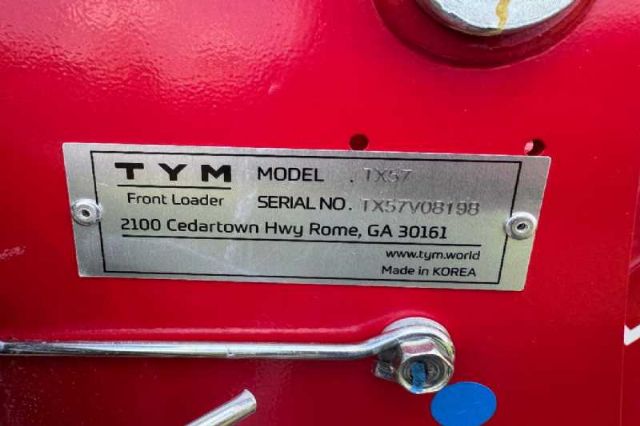 TYM MODEL . TX57
Front Loader SERIAL NO. TX57V08198
2100 Cedartown Hwy Rome, GA 30161
www.tym.world
Made in KOREA